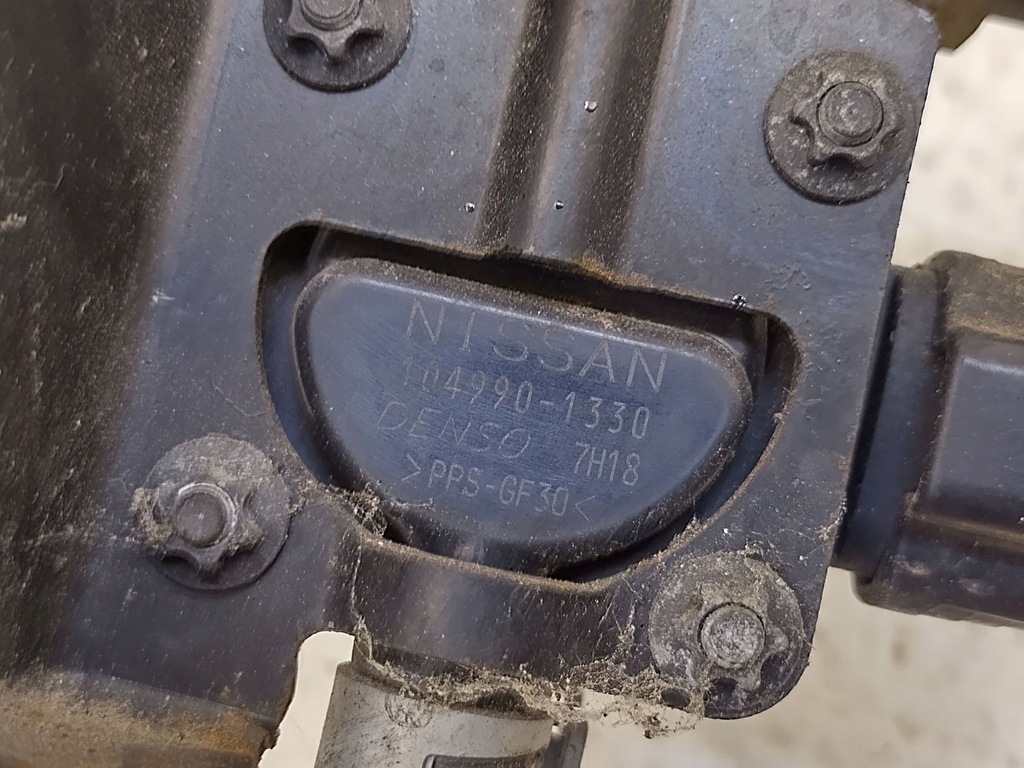 NISSAN
104990-1330
DENSO 7H18
>PPS-GF30<